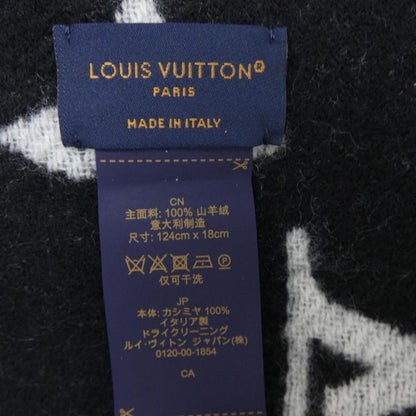 LOUIS VUITTON®
PARIS
MADE IN ITALY
CN
主面料: 100% 山羊绒
意大利制造
尺寸: 124cm x 18cm
仅可干洗
JP
本体: カシミヤ 100%
イタリア製
ドライクリーニング
ルイ·ヴィトン ジャパン(株)
0120-00-1854
CA